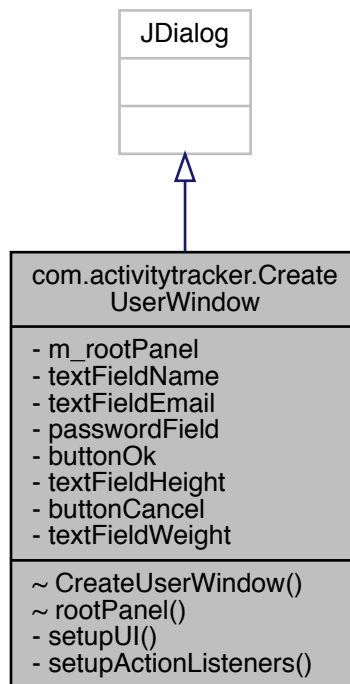 JDialog
com.activitytracker.Create
UserWindow
- m_rootPanel
- textFieldName
- textFieldEmail
- passwordField
- buttonOk
- textFieldHeight
- buttonCancel
- textFieldWeight
~ CreateUserWindow()
~ rootPanel()
- setupUI()
- setupActionListeners()